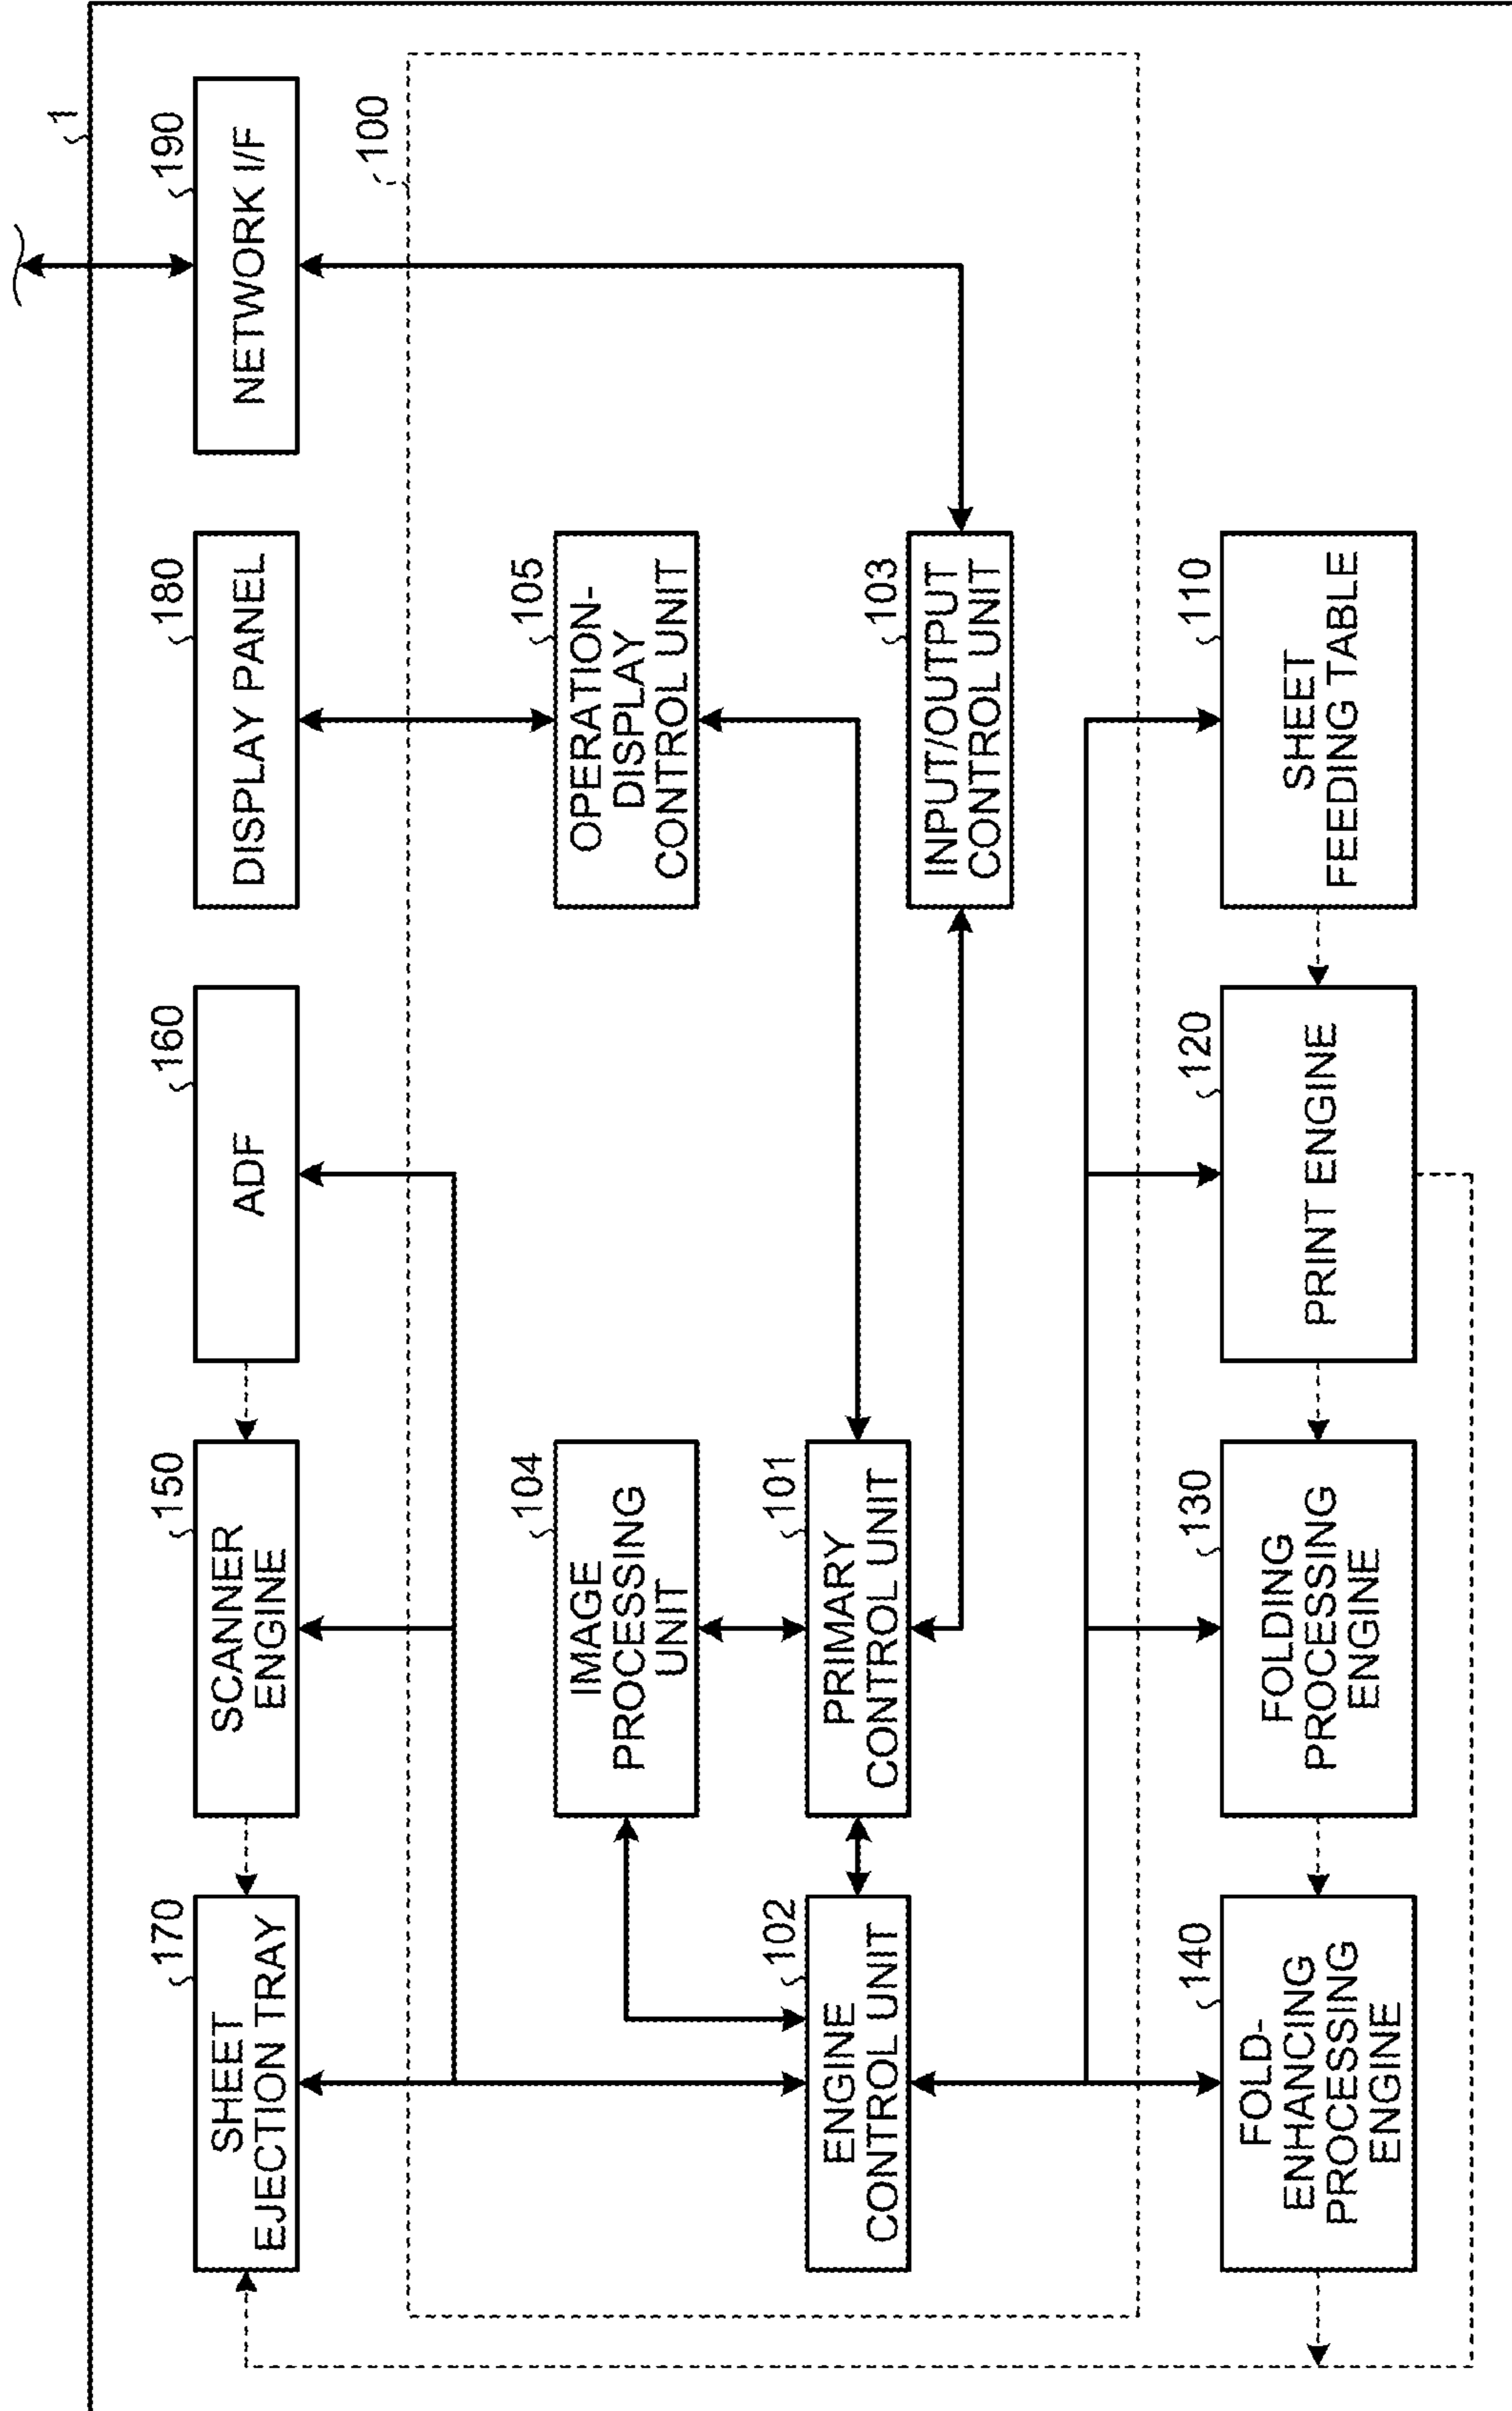 1
170
SHEET
EJECTION TRAY
150
SCANNER
ENGINE
160
ADF
180
DISPLAY PANEL
190
NETWORK I/F
100
104
IMAGE
PROCESSING
UNIT
105
OPERATION-
DISPLAY
CONTROL UNIT
102
ENGINE
CONTROL UNIT
101
PRIMARY
CONTROL UNIT
103
INPUT/OUTPUT
CONTROL UNIT
140
FOLD-
ENHANCING
PROCESSING
ENGINE
130
FOLDING
PROCESSING
ENGINE
120
PRINT ENGINE
110
SHEET
FEEDING TABLE